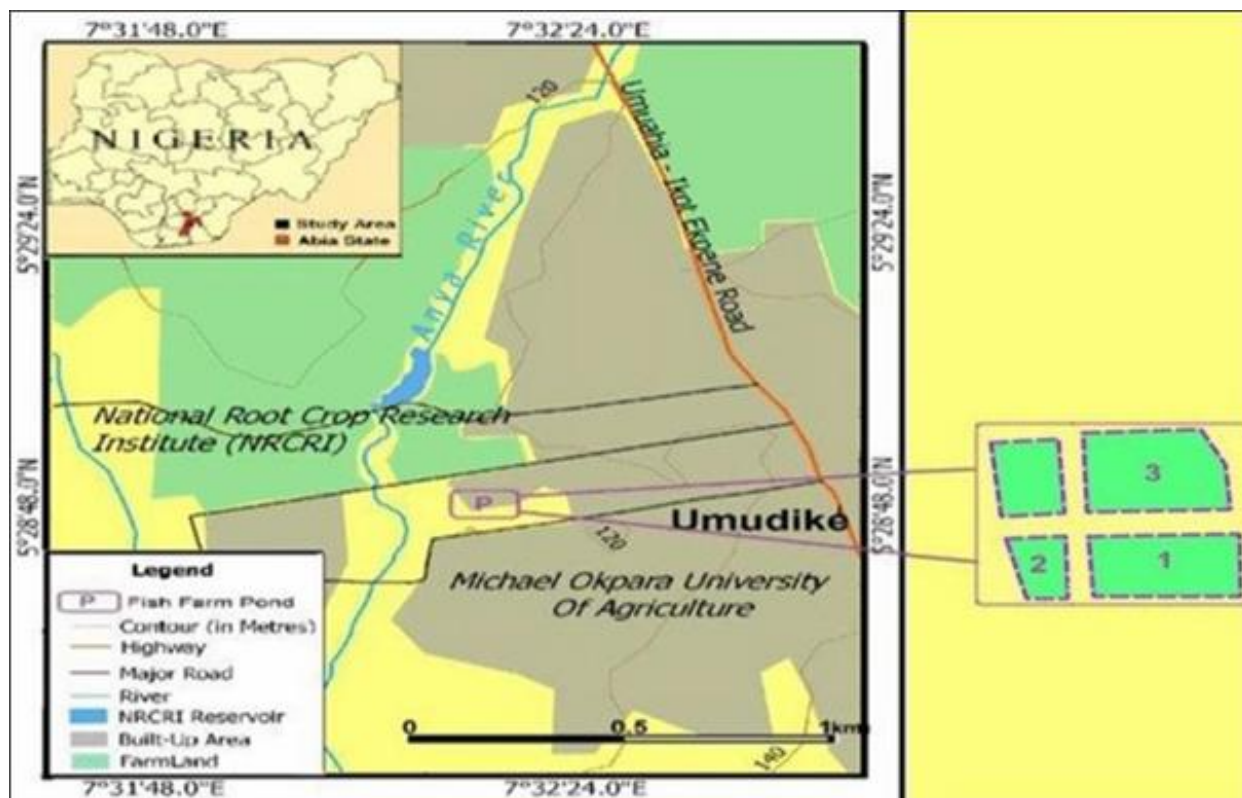 7°31'48.0"E
7°32'24.0"E
NIGERIA
Study Area
Abia State
5°29'24.0"N
5°29'24.0"N
120
Umuahia - Ikot Ekpene Road
Anya River
National Root Crop Research
Institute (NRCRI)
5°28'48.0"N
5°28'48.0"N
P
Umudike
120
Michael Okpara University
Of Agriculture
3
2
1
Legend
P Fish Farm Pond
Contour (in Metres)
Highway
Major Road
River
NRCRI Reservoir
Built-Up Area
FarmLand
0
0.5
1km
140
7°31'48.0"E
7°32'24.0"E